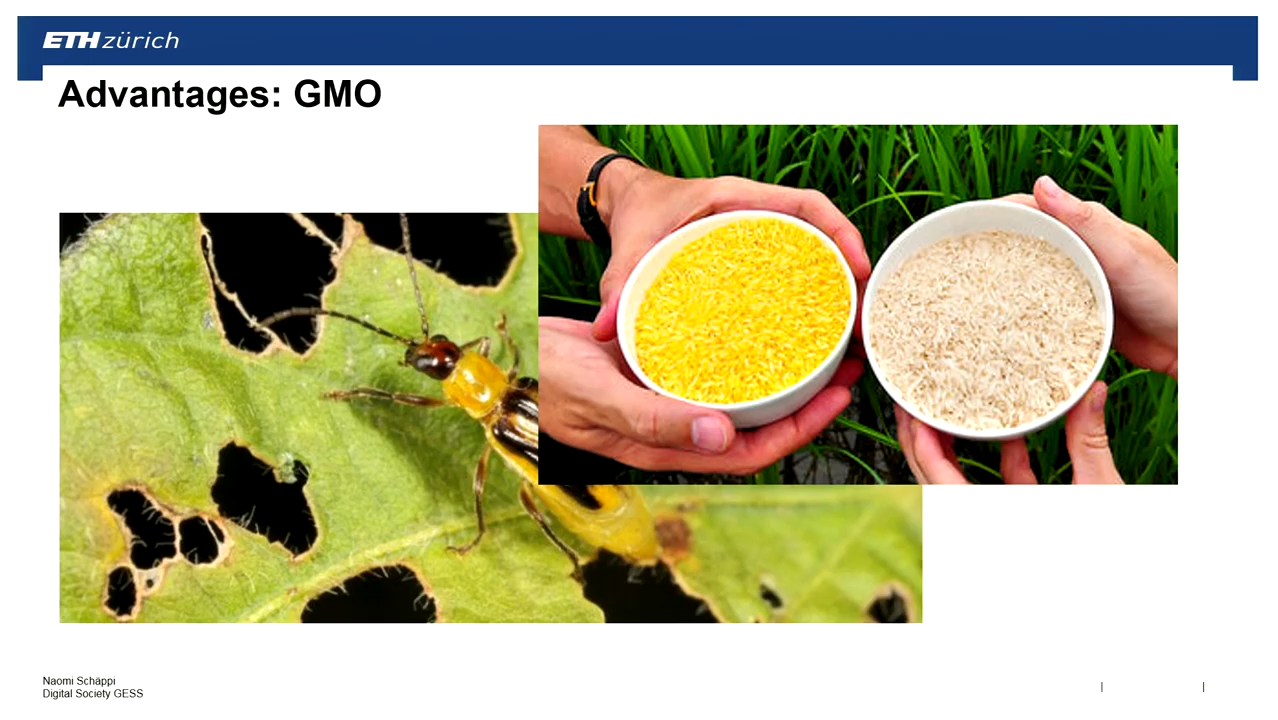 ETH zürich
Advantages: GMO
Naomi Schäppi
Digital Society GESS